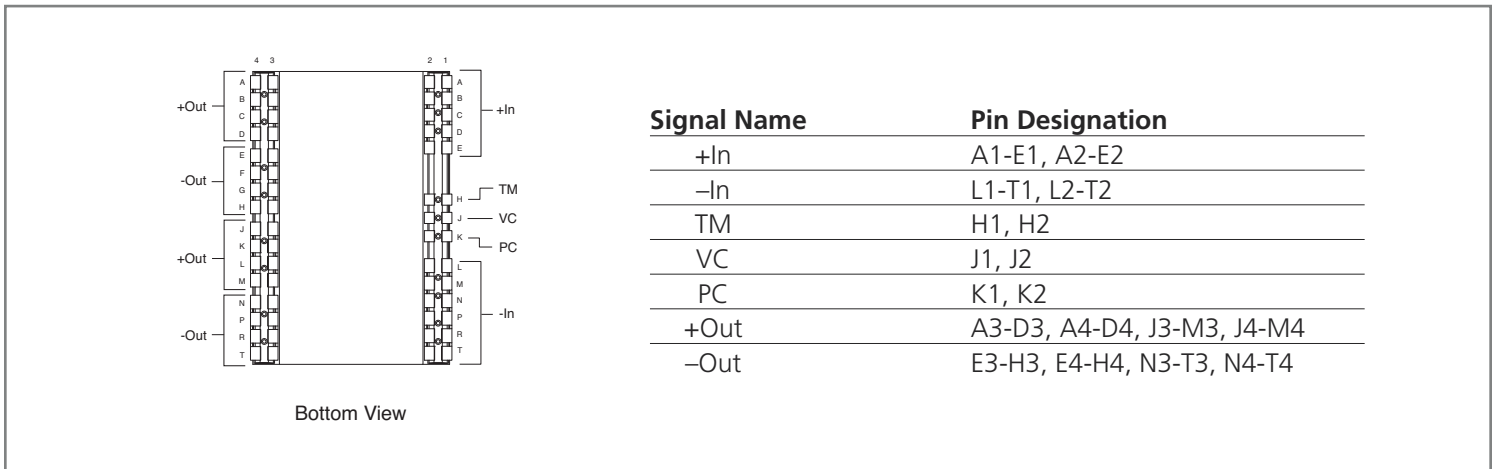 4 3 2 1
A A
B B
+Out +In
C C
D D
E E
F
-Out
G TM
H H
J J VC
K K PC
+Out
L L
M M
N N
P P -In
-Out
R R
T T
Bottom View
Signal Name Pin Designation
+In A1-E1, A2-E2
–In L1-T1, L2-T2
TM H1, H2
VC J1, J2
PC K1, K2
+Out A3-D3, A4-D4, J3-M3, J4-M4
–Out E3-H3, E4-H4, N3-T3, N4-T4